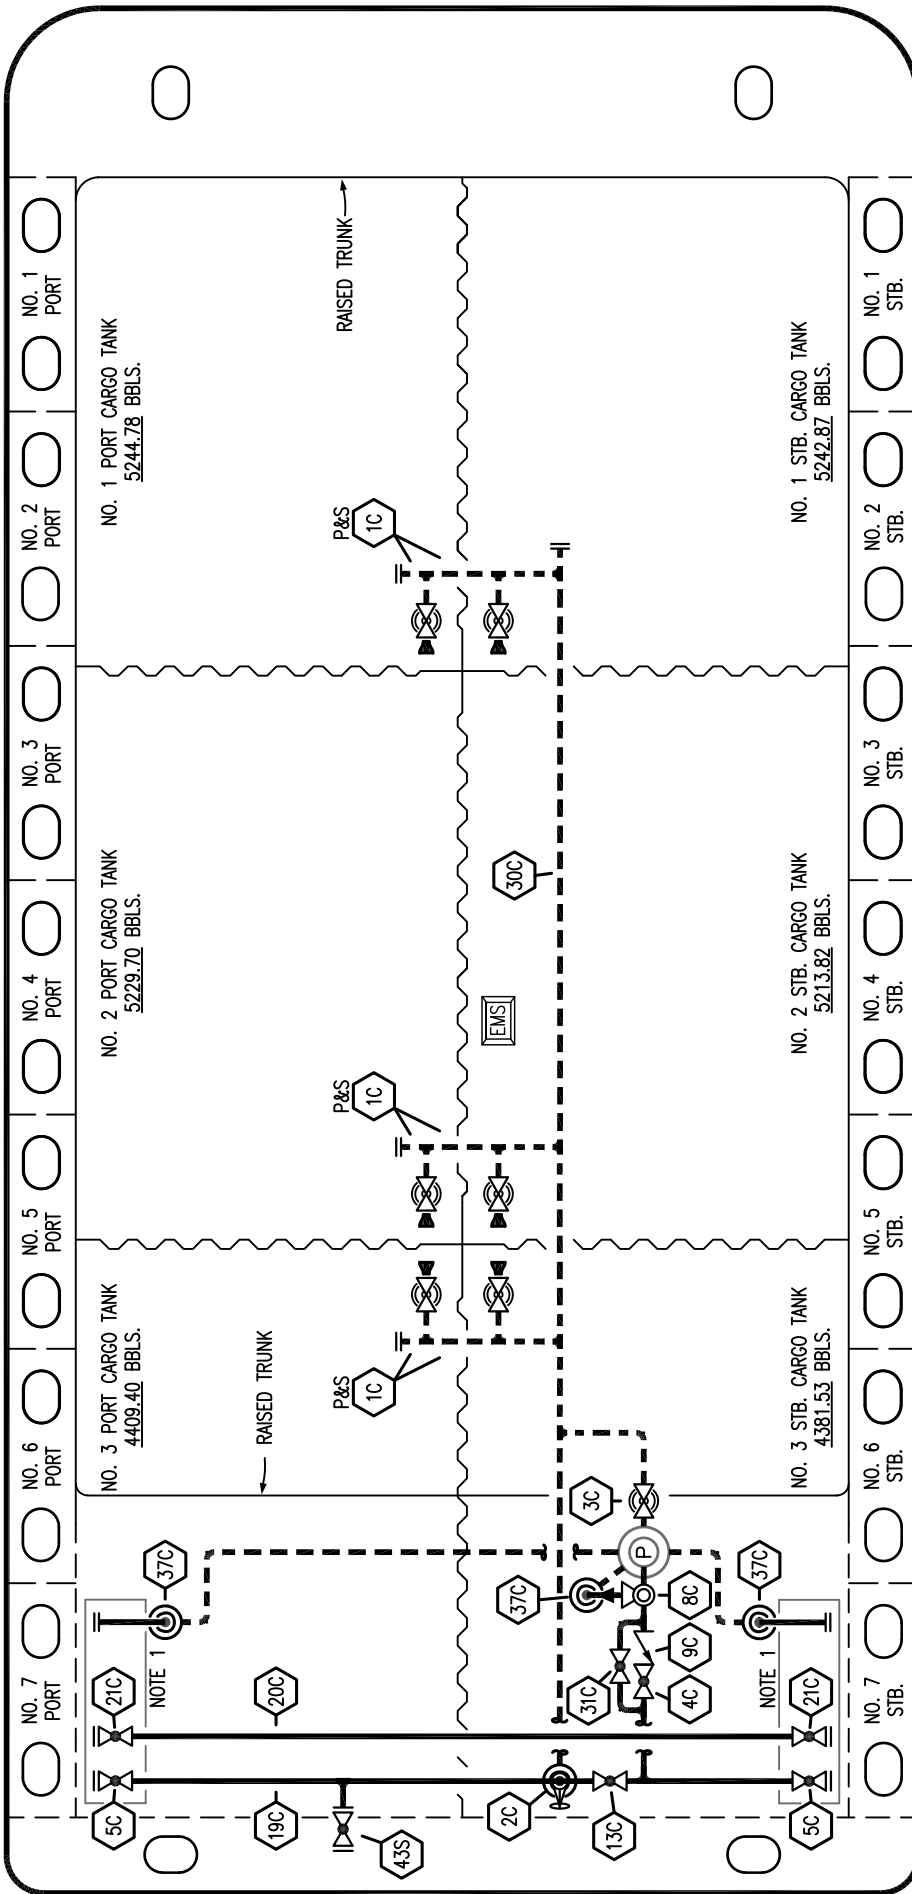 NO. 1
PORT
NO. 2
PORT
NO. 3
PORT
NO. 4
PORT
NO. 5
PORT
NO. 6
PORT
NO. 7
PORT
NO. 1 PORT CARGO TANK
5244.78 BBLS.
RAISED TRUNK
NO. 2 PORT CARGO TANK
5229.70 BBLS.
NO. 3 PORT CARGO TANK
4409.40 BBLS.
RAISED TRUNK
P&S
1C
P&S
1C
P&S
1C
30C
EMS
NO. 1 STB. CARGO TANK
5242.87 BBLS.
NO. 2 STB. CARGO TANK
5213.82 BBLS.
NO. 3 STB. CARGO TANK
4381.53 BBLS.
37C
NOTE 1
21C
5C
20C
19C
43S
3C
P
37C
8C
9C
31C
4C
2C
13C
37C
NOTE 1
21C
5C
NO. 1
STB.
NO. 2
STB.
NO. 3
STB.
NO. 4
STB.
NO. 5
STB.
NO. 6
STB.
NO. 7
STB.